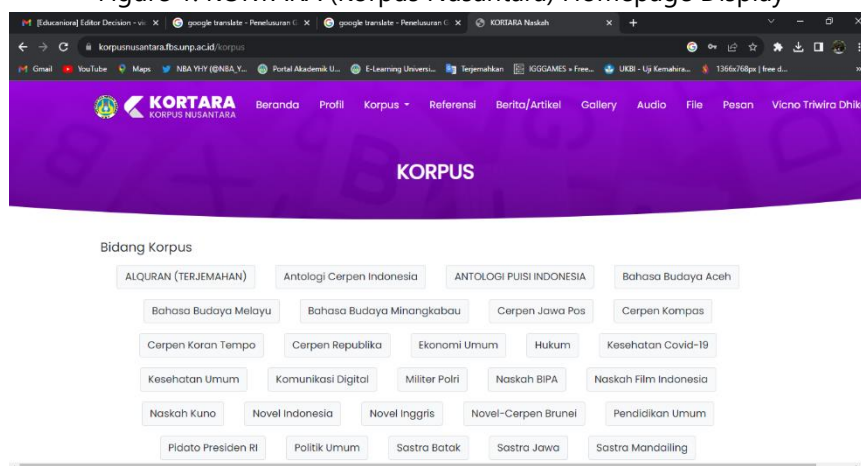 Figure 1. KORTARA (Korpus Nusantara) Homepage Display
[Educaniora] Editor Decision - vi
google translate - Penelusuran G
google translate - Penelusuran G
KORTARA Naskah
korpusnusantara.fbs.unp.ac.id/korpus
Gmail YouTube Maps NBA YHY (@NBA_Y... Portal Akademik U... E-Learning Universi... Terjemahkan IGGGAMES » Free... UKBI - Uji Kemahira... 1366x768px | free d...
KORTARA
KORPUS NUSANTARA
Beranda Profil Korpus Referensi Berita/Artikel Gallery Audio File Pesan Vicno Triwira Dhik
KORPUS
Bidang Korpus
ALQURAN (TERJEMAHAN) Antologi Cerpen Indonesia ANTOLOGI PUISI INDONESIA Bahasa Budaya Aceh
Bahasa Budaya Melayu Bahasa Budaya Minangkabau Cerpen Jawa Pos Cerpen Kompas
Cerpen Koran Tempo Cerpen Republika Ekonomi Umum Hukum Kesehatan Covid-19
Kesehatan Umum Komunikasi Digital Militer Polri Naskah BIPA Naskah Film Indonesia
Naskah Kuno Novel Indonesia Novel Inggris Novel-Cerpen Brunei Pendidikan Umum
Pidato Presiden RI Politik Umum Sastra Batak Sastra Jawa Sastra Mandailing